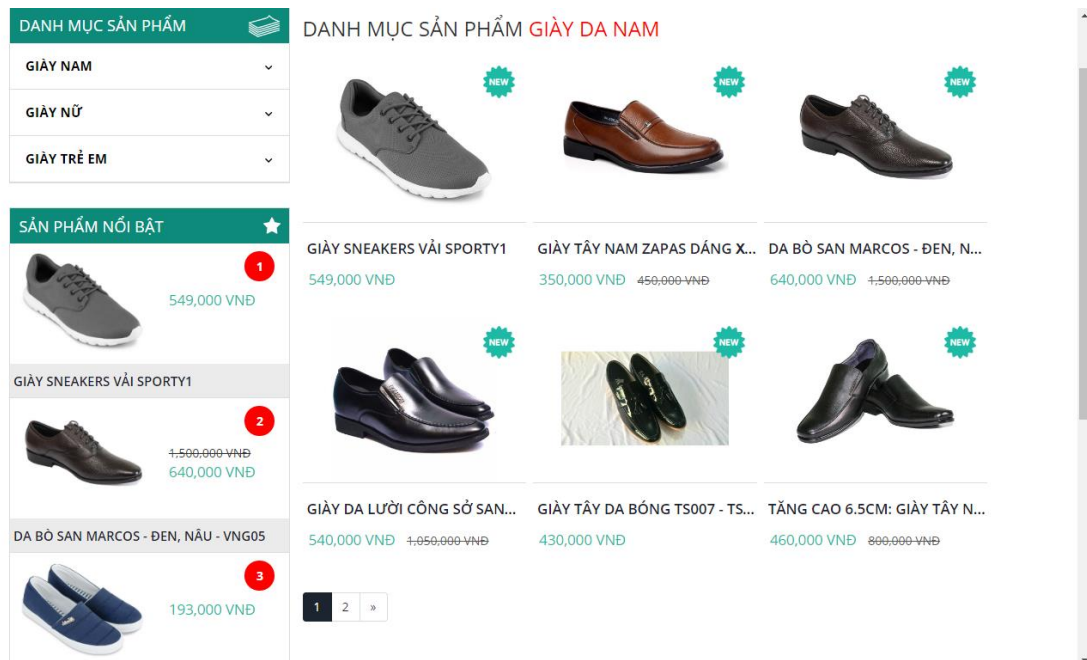 DANH MỤC SẢN PHẨM
GIÀY NAM
GIÀY NỮ
GIÀY TRẺ EM
SẢN PHẨM NỔI BẬT
1
549,000 VNĐ
GIÀY SNEAKERS VẢI SPORTY1
2
1,500,000 VNĐ
640,000 VNĐ
DA BÒ SAN MARCOS - ĐEN, NÂU - VNG05
3
193,000 VNĐ
DANH MỤC SẢN PHẨM GIÀY DA NAM
NEW
NEW
NEW
GIÀY SNEAKERS VẢI SPORTY1
549,000 VNĐ
GIÀY TÂY NAM ZAPAS DÁNG X...
350,000 VNĐ 450,000 VNĐ
DA BÒ SAN MARCOS - ĐEN, N...
640,000 VNĐ 1,500,000 VNĐ
NEW
NEW
NEW
GIÀY DA LƯỜI CÔNG SỞ SAN...
540,000 VNĐ 1,050,000 VNĐ
GIÀY TÂY DA BÓNG TS007 - TS...
430,000 VNĐ
TĂNG CAO 6.5CM: GIÀY TÂY N...
460,000 VNĐ 800,000 VNĐ
1 2 »